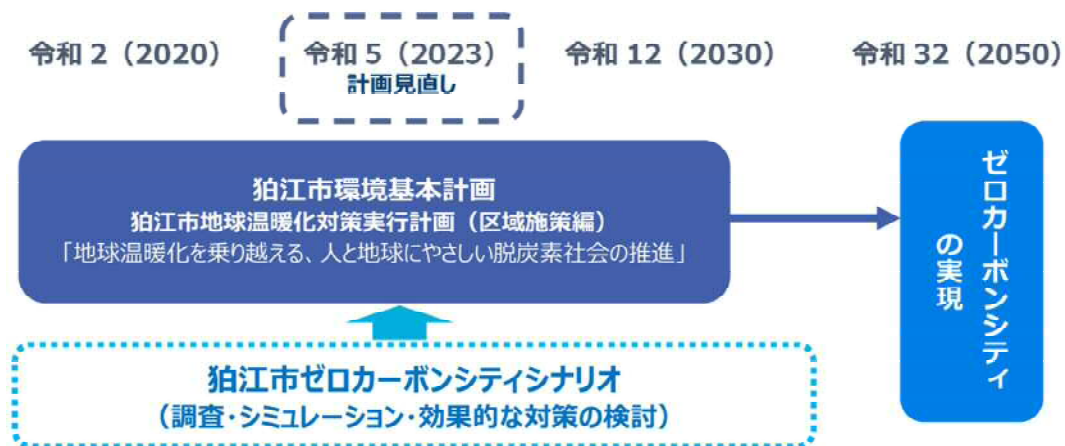 令和 2（2020）
令和 5（2023）
計画見直し
令和 12（2030）
令和 32（2050）
狛江市環境基本計画
狛江市地球温暖化対策実行計画（区域施策編）
「地球温暖化を乗り越える、人と地球にやさしい脱炭素社会の推進」
ゼロカーボンシティ
の実現
狛江市ゼロカーボンシティシナリオ
（調査・シミュレーション・効果的な対策の検討）